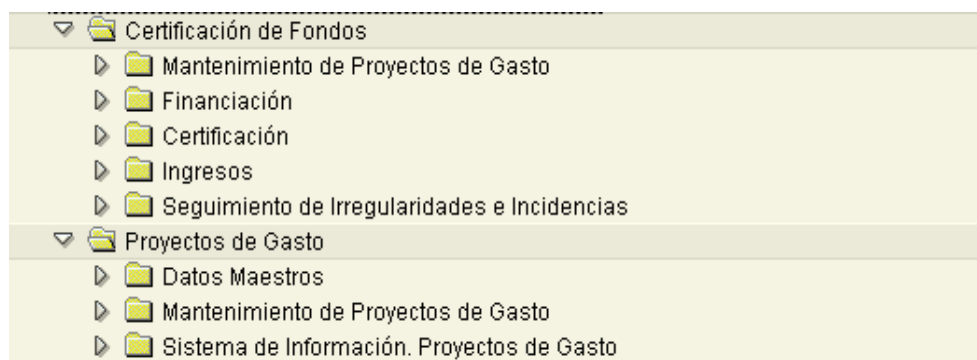 Certificación de Fondos
Mantenimiento de Proyectos de Gasto
Financiación
Certificación
Ingresos
Seguimiento de Irregularidades e Incidencias
Proyectos de Gasto
Datos Maestros
Mantenimiento de Proyectos de Gasto
Sistema de Información. Proyectos de Gasto